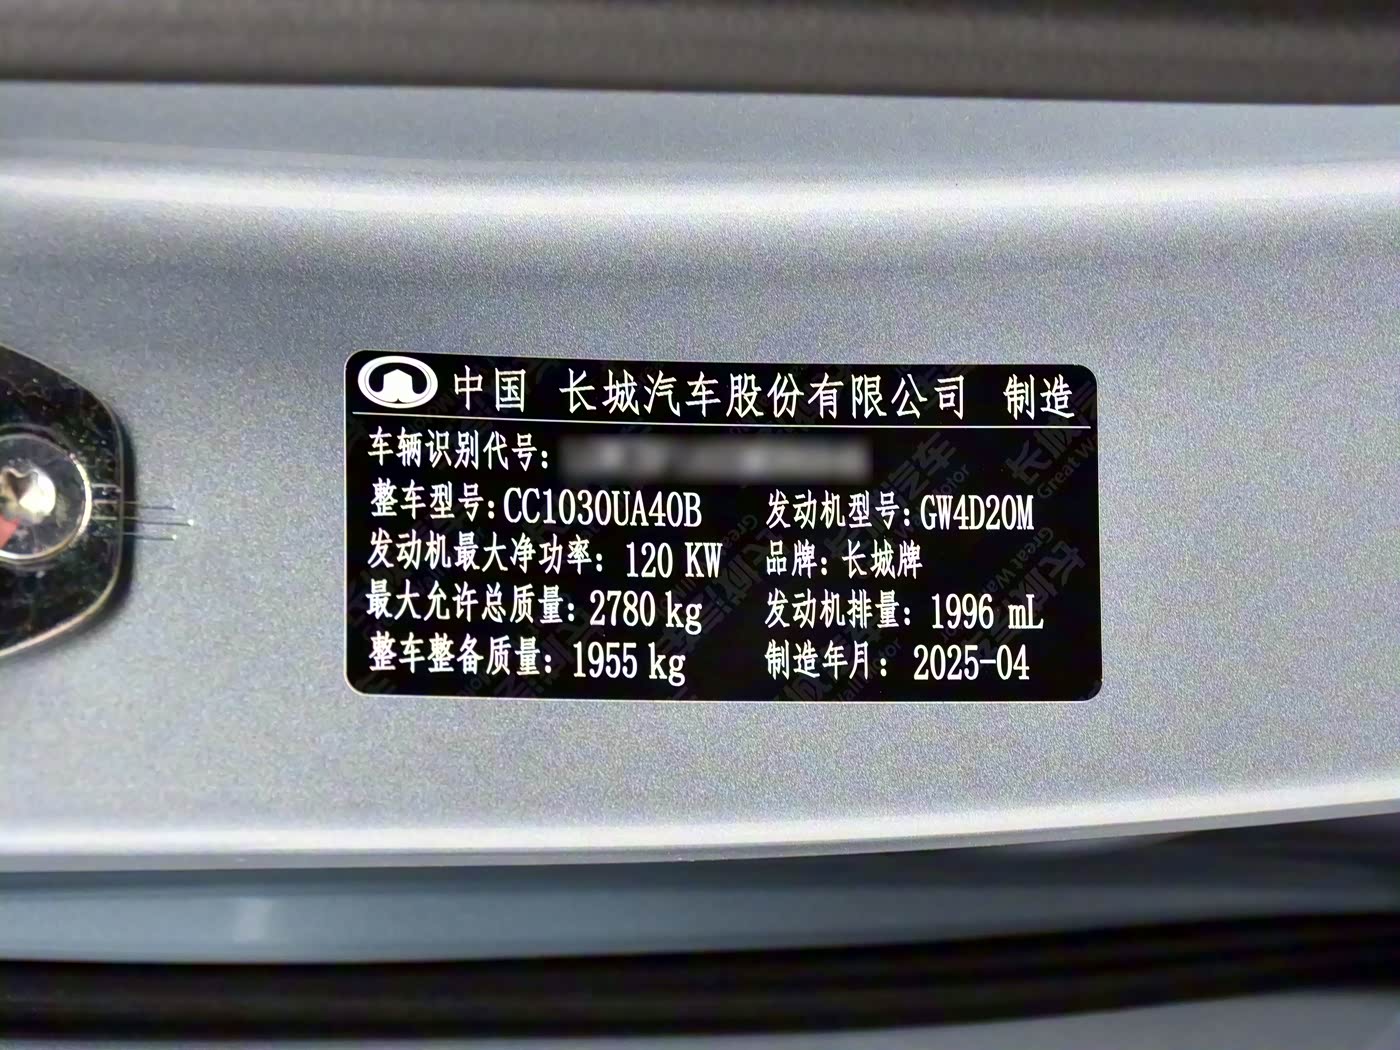 中国 长城汽车股份有限公司 制造
车辆识别代号:
整车型号:CC1030UA40B 发动机型号:GW4D20M
发动机最大净功率: 120 KW 品牌: 长城牌
最大允许总质量: 2780 kg 发动机排量: 1996 mL
整车整备质量: 1955 kg 制造年月: 2025-04